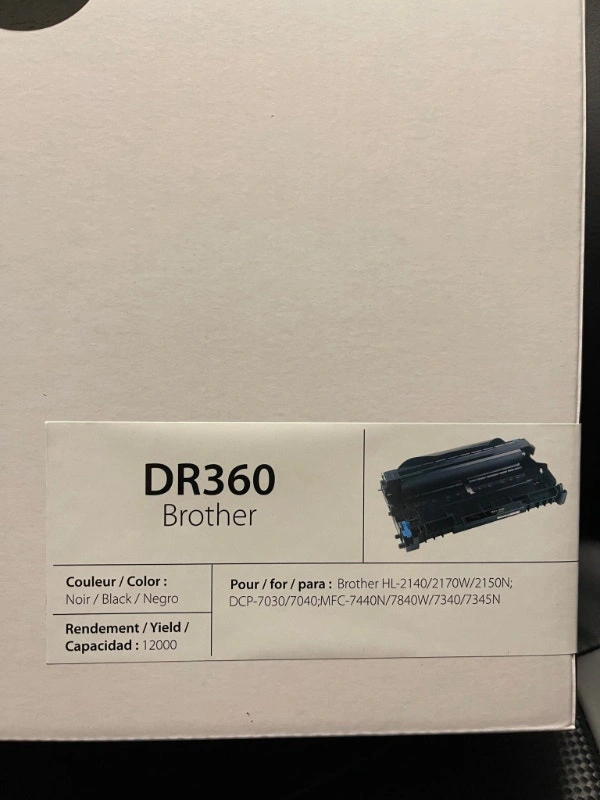 DR360
Brother
Couleur / Color :
Noir / Black / Negro
Rendement / Yield /
Capacidad : 12000
Pour / for / para : Brother HL-2140/2170W/2150N;
DCP-7030/7040;MFC-7440N/7840W/7340/7345N